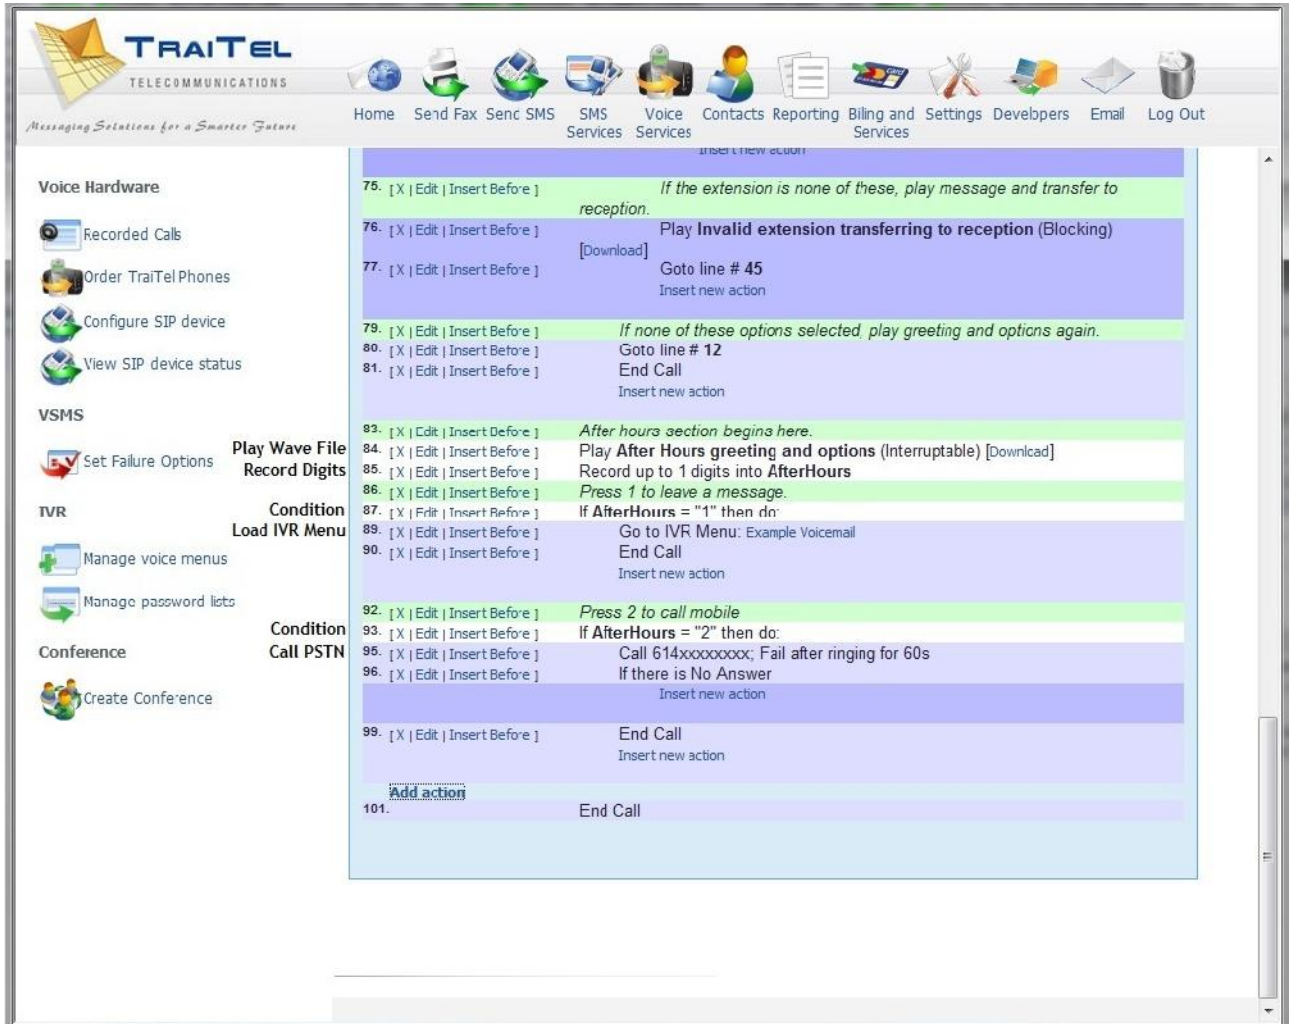 TRAITEL
TELECOMMUNICATIONS
Messaging Solutions for a Smarter Future
Home Send Fax Send SMS SMS Services Voice Services Contacts Reporting Biling and Services Settings Developers Email Log Out
Insert new action
Voice Hardware
Recorded Calls
Order TraiTel Phones
Configure SIP device
View SIP device status
VSMS
Set Failure Options
IVR
Manage voice menus
Manage password lists
Conference
Create Conference
Play Wave File
Record Digits
Condition
Load IVR Menu
Condition
Call PSTN
75. [ X | Edit | Insert Before ] If the extension is none of these, play message and transfer to
reception.
76. [ X | Edit | Insert Before ] Play Invalid extension transferring to reception (Blocking)
[Download]
77. [ X | Edit | Insert Before ] Goto line # 45
Insert new action
79. [ X | Edit | Insert Before ] If none of these options selected, play greeting and options again.
80. [ X | Edit | Insert Before ] Goto line # 12
81. [ X | Edit | Insert Before ] End Call
Insert new action
83. [ X | Edit | Insert Before ] After hours section begins here.
84. [ X | Edit | Insert Before ] Play After Hours greeting and options (Interruptable) [Download]
85. [ X | Edit | Insert Before ] Record up to 1 digits into AfterHours
86. [ X | Edit | Insert Before ] Press 1 to leave a message.
87. [ X | Edit | Insert Before ] If AfterHours = "1" then do:
89. [ X | Edit | Insert Before ] Go to IVR Menu: Example Voicemail
90. [ X | Edit | Insert Before ] End Call
Insert new action
92. [ X | Edit | Insert Before ] Press 2 to call mobile
93. [ X | Edit | Insert Before ] If AfterHours = "2" then do:
95. [ X | Edit | Insert Before ] Call 614xxxxxxxx; Fail after ringing for 60s
96. [ X | Edit | Insert Before ] If there is No Answer
Insert new action
99. [ X | Edit | Insert Before ] End Call
Insert new action
Add action
101. End Call